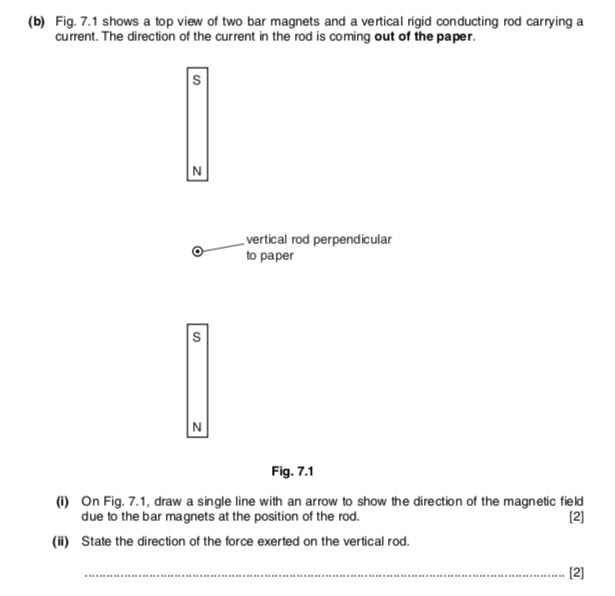 (b) Fig. 7.1 shows a top view of two bar magnets and a vertical rigid conducting rod carrying a
current. The direction of the current in the rod is coming out of the paper.
S
N
vertical rod perpendicular
to paper
S
N
Fig. 7.1
(i) On Fig. 7.1, draw a single line with an arrow to show the direction of the magnetic field
due to the bar magnets at the position of the rod. [2]
(ii) State the direction of the force exerted on the vertical rod.
[2]